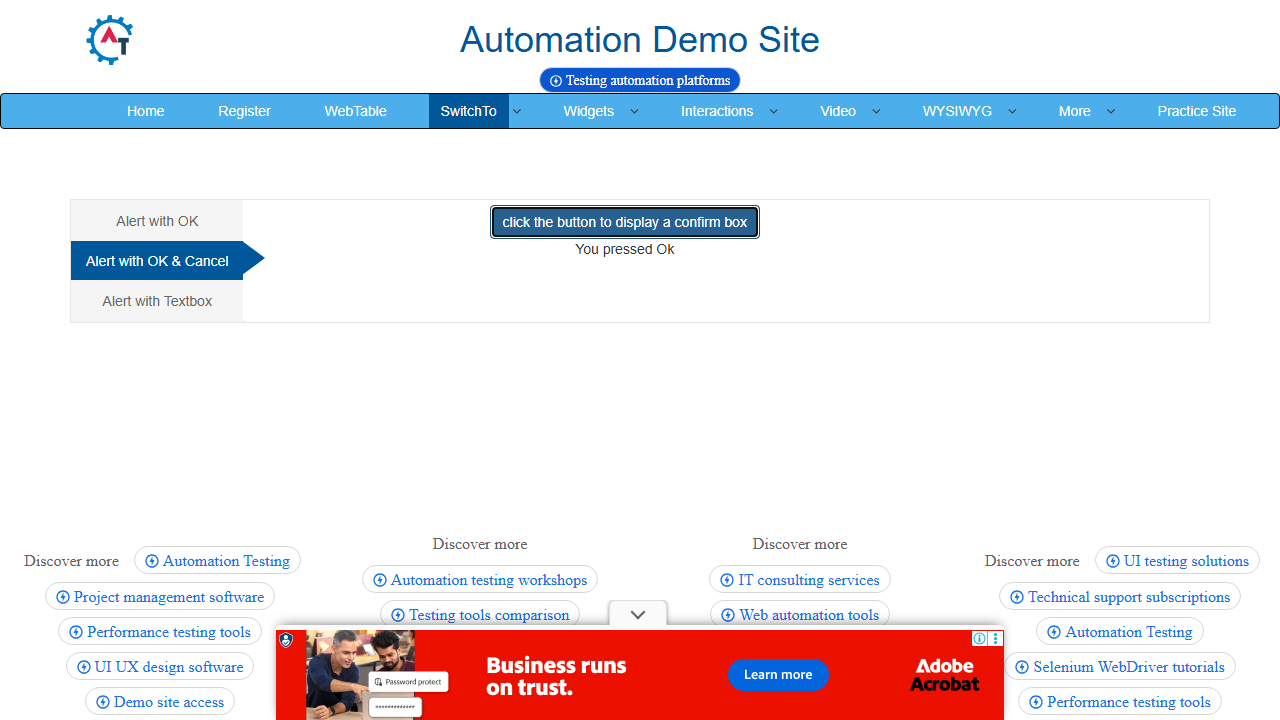 AT
Automation Demo Site
Testing automation platforms
Home Register WebTable SwitchTo Widgets Interactions Video WYSIWYG More Practice Site
Alert with OK
Alert with OK & Cancel
Alert with Textbox
click the button to display a confirm box
You pressed Ok
Discover more Automation Testing
Project management software
Performance testing tools
UI UX design software
Demo site access
Discover more
Automation testing workshops
Testing tools comparison
Discover more
IT consulting services
Web automation tools
Discover more UI testing solutions
Technical support subscriptions
Automation Testing
Selenium WebDriver tutorials
Performance testing tools
Password protect
*************
Business runs
on trust.
Learn more
Adobe
Acrobat